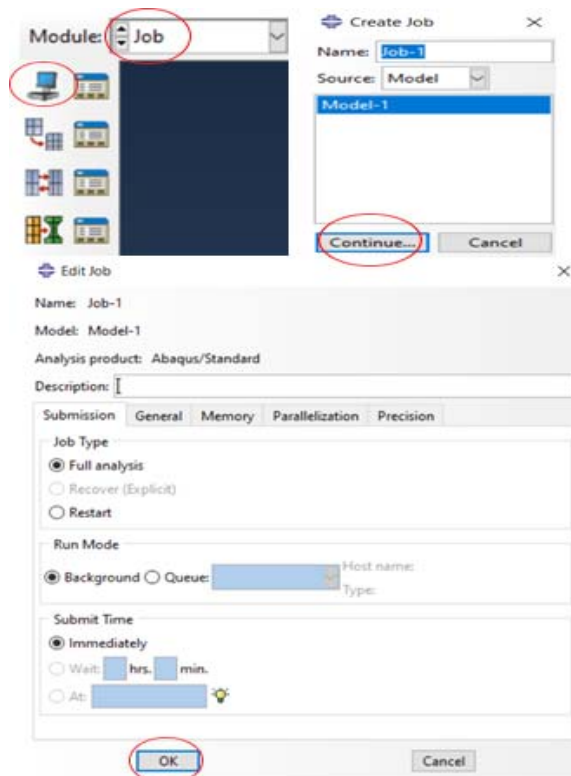 Module: Job
Create Job
Name: Job-1
Source: Model
Model-1
Continue... Cancel
Edit Job
Name: Job-1
Model: Model-1
Analysis product: Abaqus/Standard
Description:
Submission General Memory Parallelization Precision
Job Type
Full analysis
Recover (Explicit)
Restart
Run Mode
Background Queue: Host name:
Type:
Submit Time
Immediately
Wait: hrs. min.
At:
OK Cancel